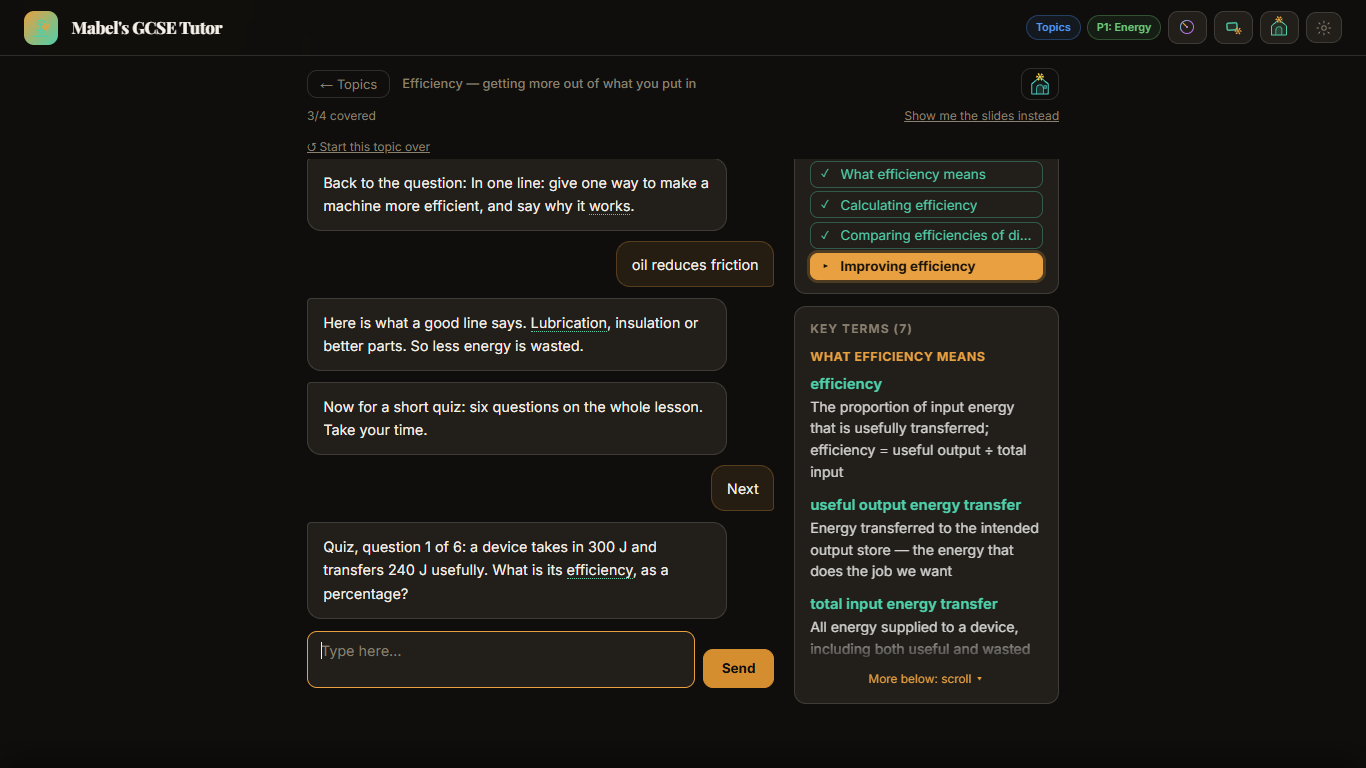 Mabel's GCSE Tutor
Topics
P1: Energy
← Topics
Efficiency — getting more out of what you put in
3/4 covered
Show me the slides instead
↺ Start this topic over
Back to the question: In one line: give one way to make a
machine more efficient, and say why it works.
oil reduces friction
Here is what a good line says. Lubrication, insulation or
better parts. So less energy is wasted.
Now for a short quiz: six questions on the whole lesson.
Take your time.
Next
Quiz, question 1 of 6: a device takes in 300 J and
transfers 240 J usefully. What is its efficiency, as a
percentage?
Type here...
Send
✓ What efficiency means
✓ Calculating efficiency
✓ Comparing efficiencies of di...
▸ Improving efficiency
KEY TERMS (7)
WHAT EFFICIENCY MEANS
efficiency
The proportion of input energy
that is usefully transferred;
efficiency = useful output ÷ total
input
useful output energy transfer
Energy transferred to the intended
output store — the energy that
does the job we want
total input energy transfer
All energy supplied to a device,
including both useful and wasted
More below: scroll ▾